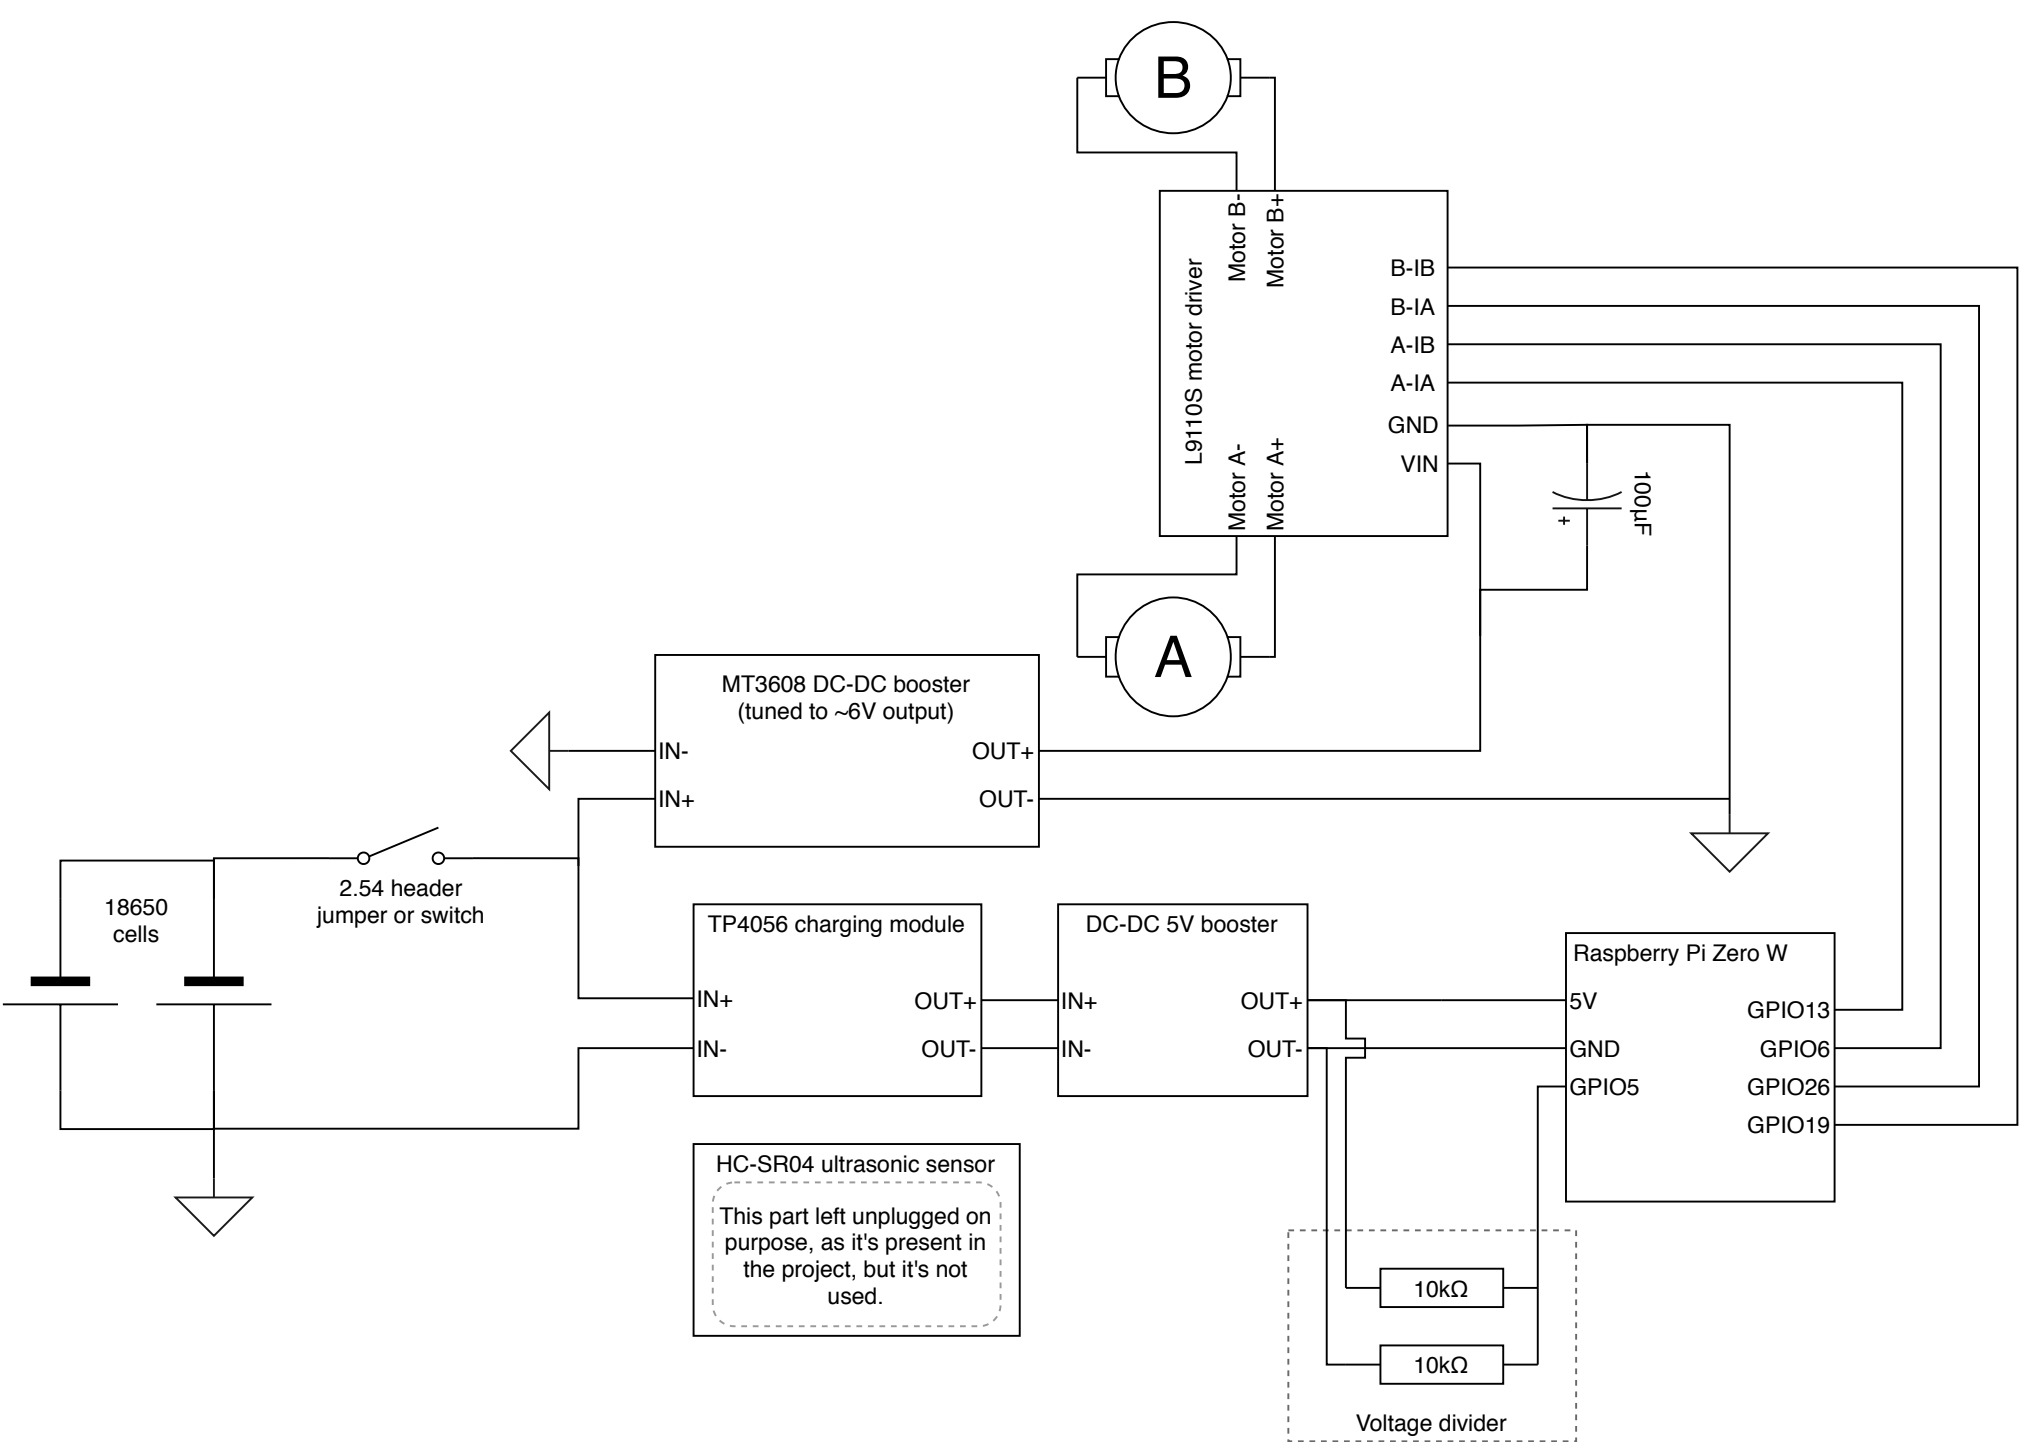 B
Motor B-
Motor B+
L9110S motor driver
B-IB
B-IA
A-IB
A-IA
GND
VIN
Motor A-
Motor A+
100µF
+
A
MT3608 DC-DC booster
(tuned to ~6V output)
IN-
OUT+
IN+
OUT-
2.54 header
jumper or switch
18650
cells
TP4056 charging module
IN+
OUT+
IN-
OUT-
DC-DC 5V booster
IN+
OUT+
IN-
OUT-
Raspberry Pi Zero W
5V
GPIO13
GND
GPIO6
GPIO5
GPIO26
GPIO19
HC-SR04 ultrasonic sensor
This part left unplugged on
purpose, as it's present in
the project, but it's not
used.
10kΩ
10kΩ
Voltage divider